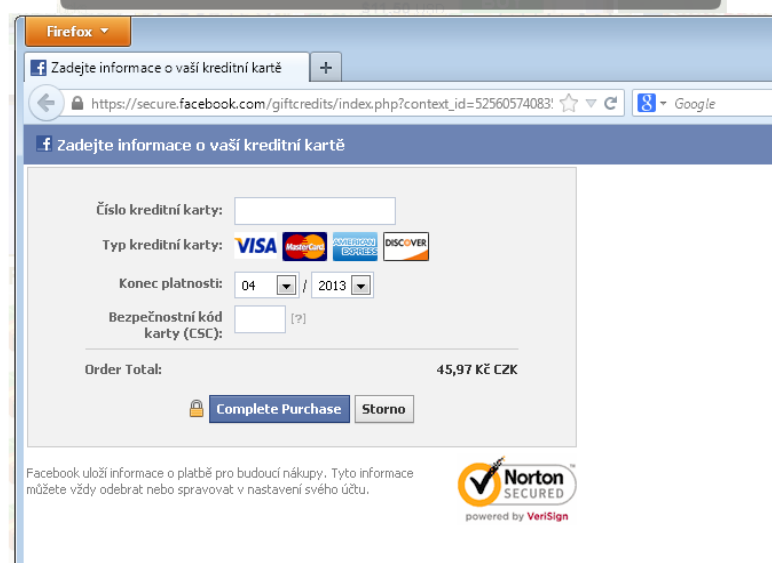 $11.50 USD
Firefox
Zadejte informace o vaší kreditní kartě
https://secure.facebook.com/giftcredits/index.php?context_id=52560574083
Google
Zadejte informace o vaší kreditní kartě
Číslo kreditní karty:
Typ kreditní karty: VISA MasterCard AMERICAN EXPRESS DISCOVER
Konec platnosti: 04 / 2013
Bezpečnostní kód
karty (CSC): [?]
Order Total: 45,97 Kč CZK
Complete Purchase Storno
Facebook uloží informace o platbě pro budoucí nákupy. Tyto informace
můžete vždy odebrat nebo spravovat v nastavení svého účtu.
Norton
SECURED
powered by VeriSign